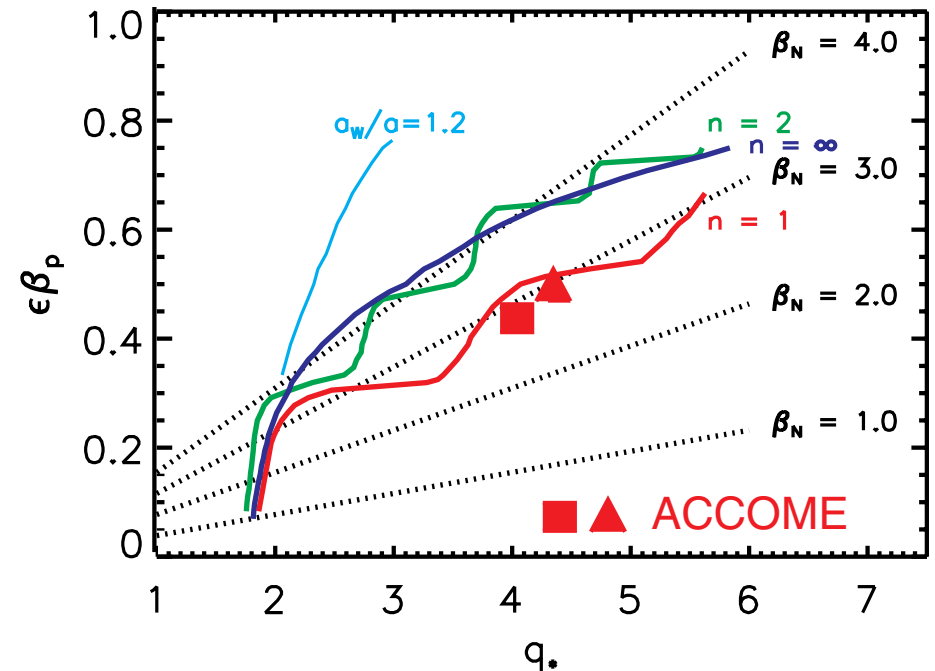 1.0
0.8
0.6
0.4
0.2
0
εβp
1 2 3 4 5 6 7
q*
aw/a=1.2
βN = 4.0
n = 2
n = ∞
βN = 3.0
n = 1
βN = 2.0
βN = 1.0
ACCOME